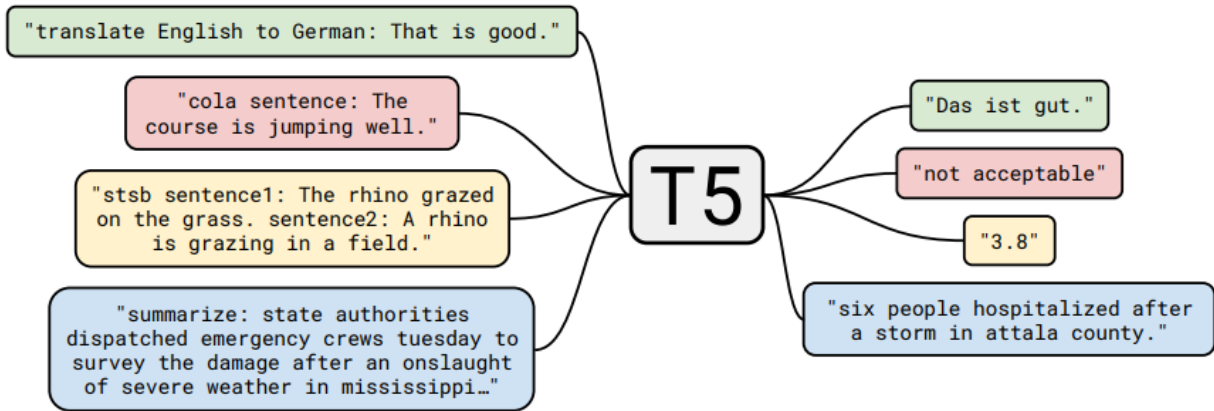 "translate English to German: That is good."
"cola sentence: The
course is jumping well."
"stsb sentence1: The rhino grazed
on the grass. sentence2: A rhino
is grazing in a field."
"summarize: state authorities
dispatched emergency crews tuesday to
survey the damage after an onslaught
of severe weather in mississippi…"
T5
"Das ist gut."
"not acceptable"
"3.8"
"six people hospitalized after
a storm in attala county."